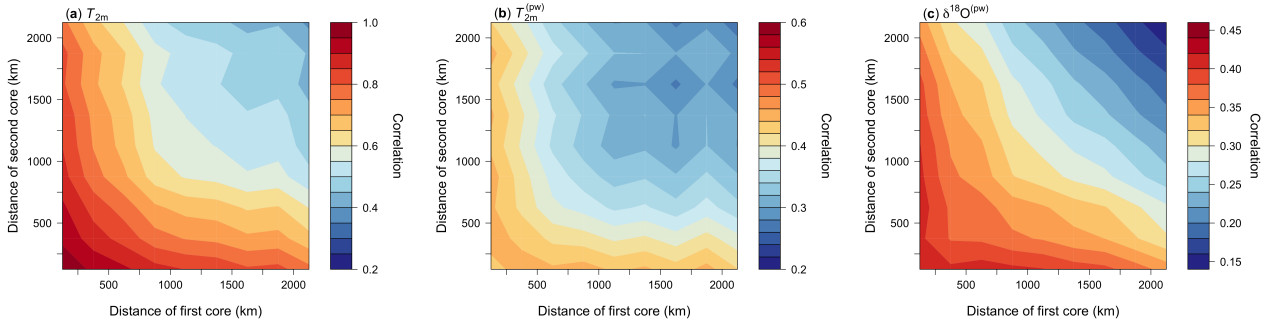 (a) T2m
Distance of second core (km)
2000
1500
1000
500
500 1000 1500 2000
Distance of first core (km)
1.0
0.8
0.6
0.4
0.2
Correlation
(b) T2m(pw)
Distance of second core (km)
2000
1500
1000
500
500 1000 1500 2000
Distance of first core (km)
0.6
0.5
0.4
0.3
0.2
Correlation
(c) δ18O(pw)
Distance of second core (km)
2000
1500
1000
500
500 1000 1500 2000
Distance of first core (km)
0.45
0.40
0.35
0.30
0.25
0.20
0.15
Correlation